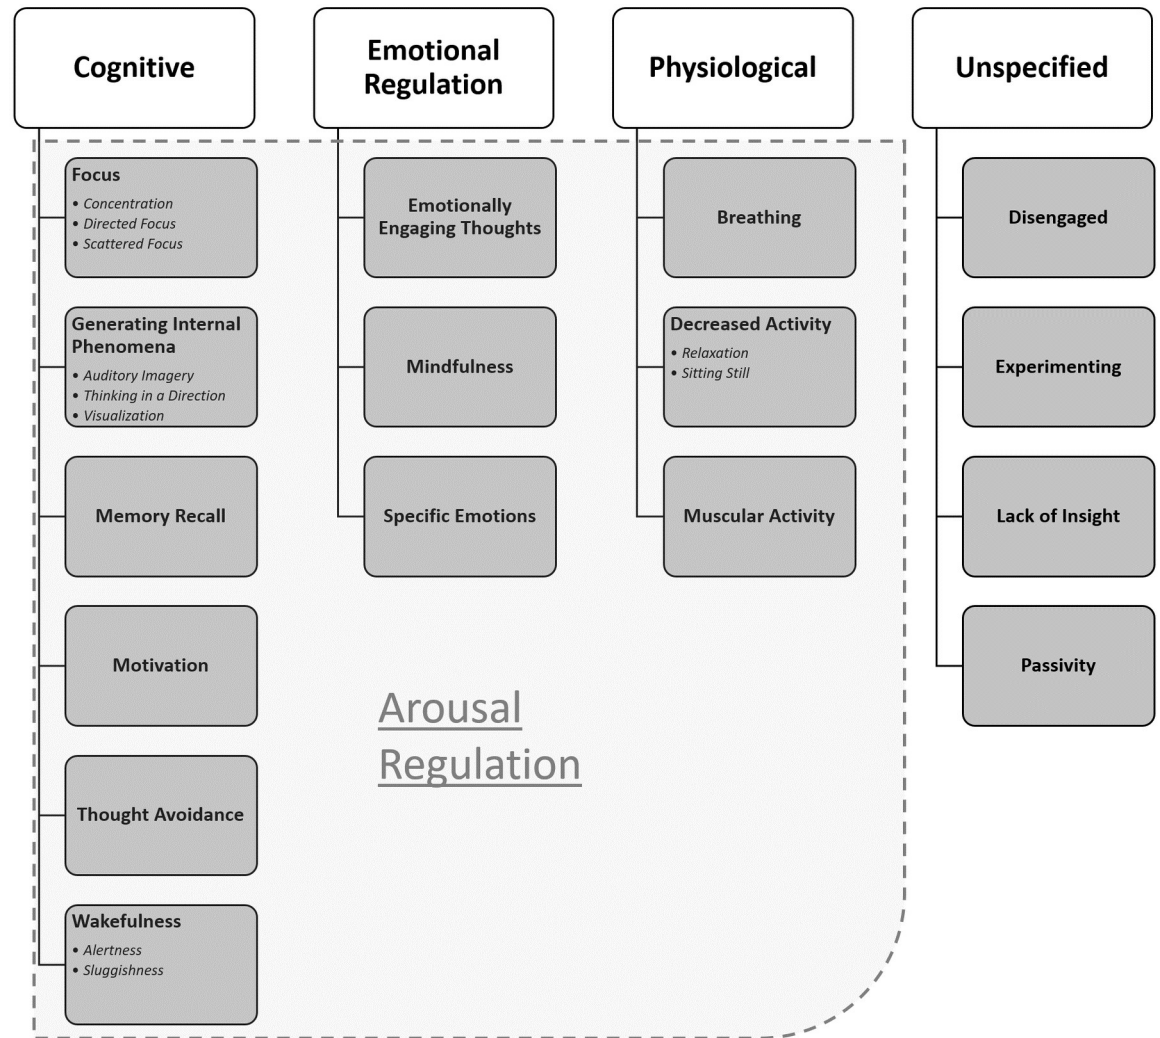 Cognitive
Focus
• Concentration
• Directed Focus
• Scattered Focus
Generating Internal
Phenomena
• Auditory Imagery
• Thinking in a Direction
• Visualization
Memory Recall
Motivation
Thought Avoidance
Wakefulness
• Alertness
• Sluggishness
Emotional
Regulation
Emotionally
Engaging Thoughts
Mindfulness
Specific Emotions
Physiological
Breathing
Decreased Activity
• Relaxation
• Sitting Still
Muscular Activity
Arousal
Regulation
Unspecified
Disengaged
Experimenting
Lack of Insight
Passivity